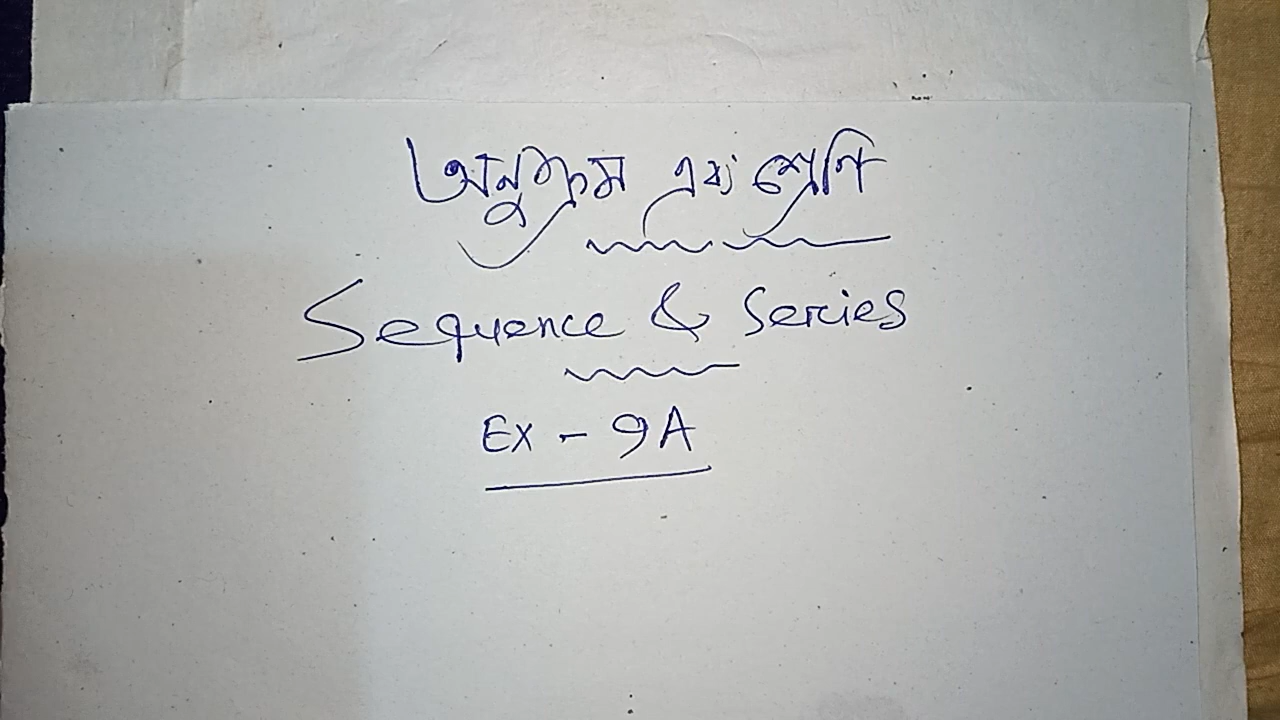 অনুক্রম এবং শ্রেণি
Sequence & Series
Ex - 9A